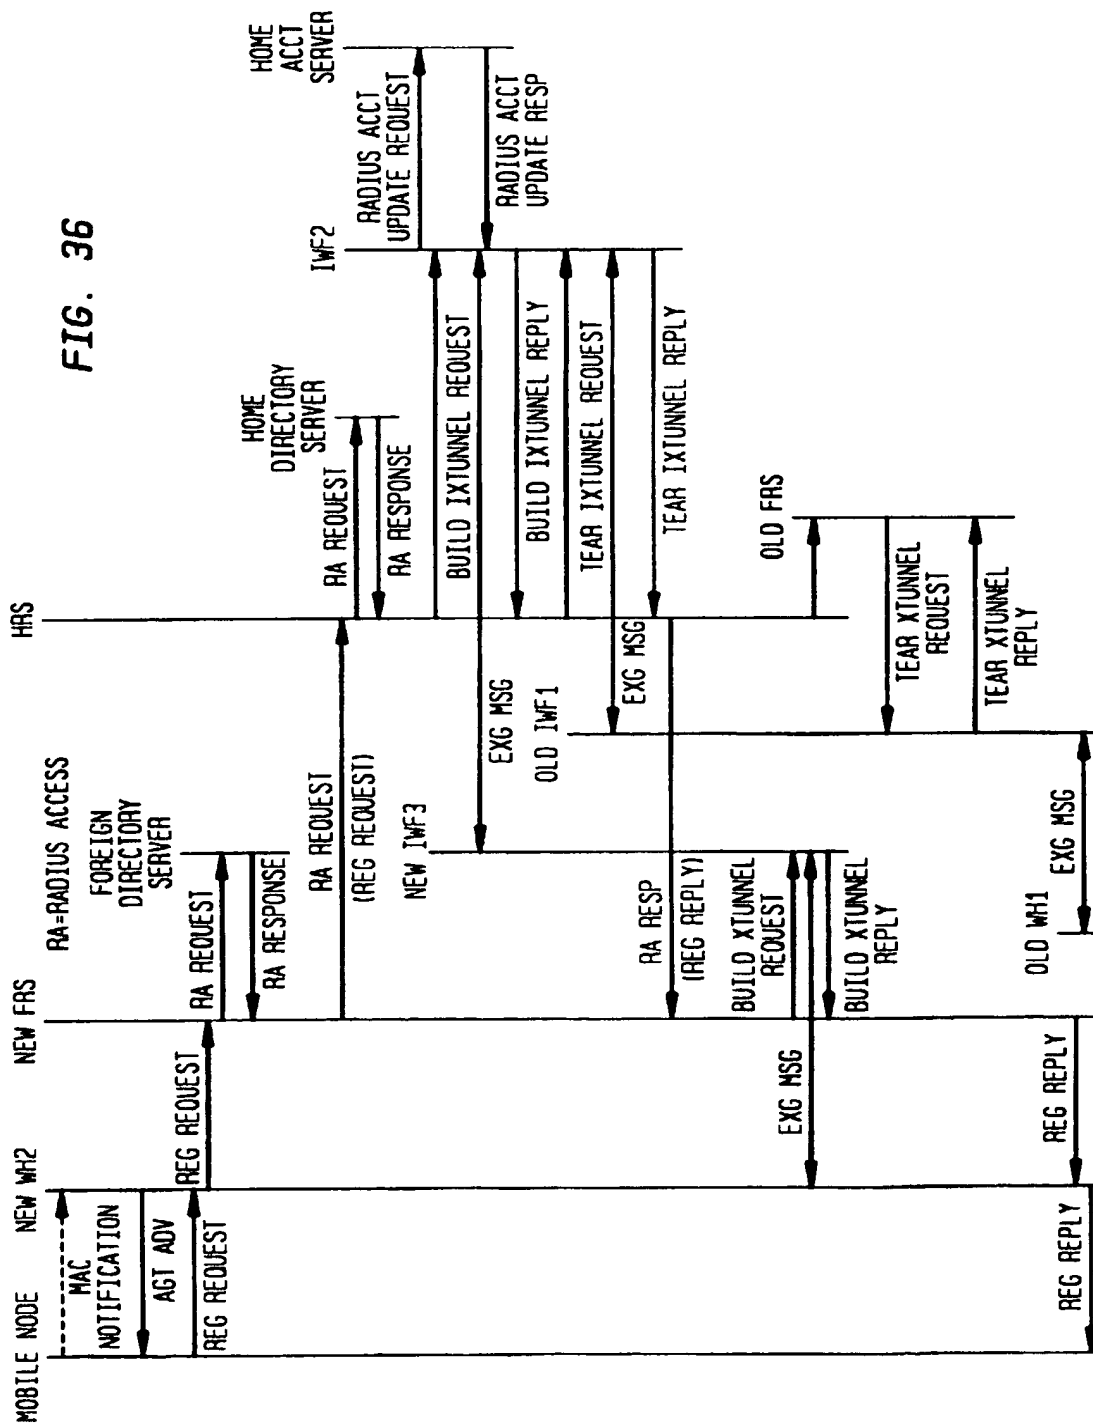 FIG. 36
RA=RADIUS ACCESS
MOBILE NODE
NEW WH2
NEW FRS
FOREIGN
DIRECTORY
SERVER
HRS
HOME
DIRECTORY
SERVER
IWF2
HOME
ACCT
SERVER
MAC
NOTIFICATION
AGT ADV
REG REQUEST
REG REQUEST
RA REQUEST
RA RESPONSE
RA REQUEST
(REG REQUEST)
RA REQUEST
RA RESPONSE
RADIUS ACCT
UPDATE REQUEST
RADIUS ACCT
UPDATE RESP
BUILD IXTUNNEL REQUEST
NEW IWF3
EXG MSG
BUILD IXTUNNEL REPLY
OLD IWF1
TEAR IXTUNNEL REQUEST
EXG MSG
TEAR IXTUNNEL REPLY
RA RESP
(REG REPLY)
BUILD XTUNNEL
REQUEST
EXG MSG
BUILD XTUNNEL
REPLY
OLD FRS
TEAR XTUNNEL
REQUEST
TEAR XTUNNEL
REPLY
OLD WH1
EXG MSG
REG REPLY
REG REPLY